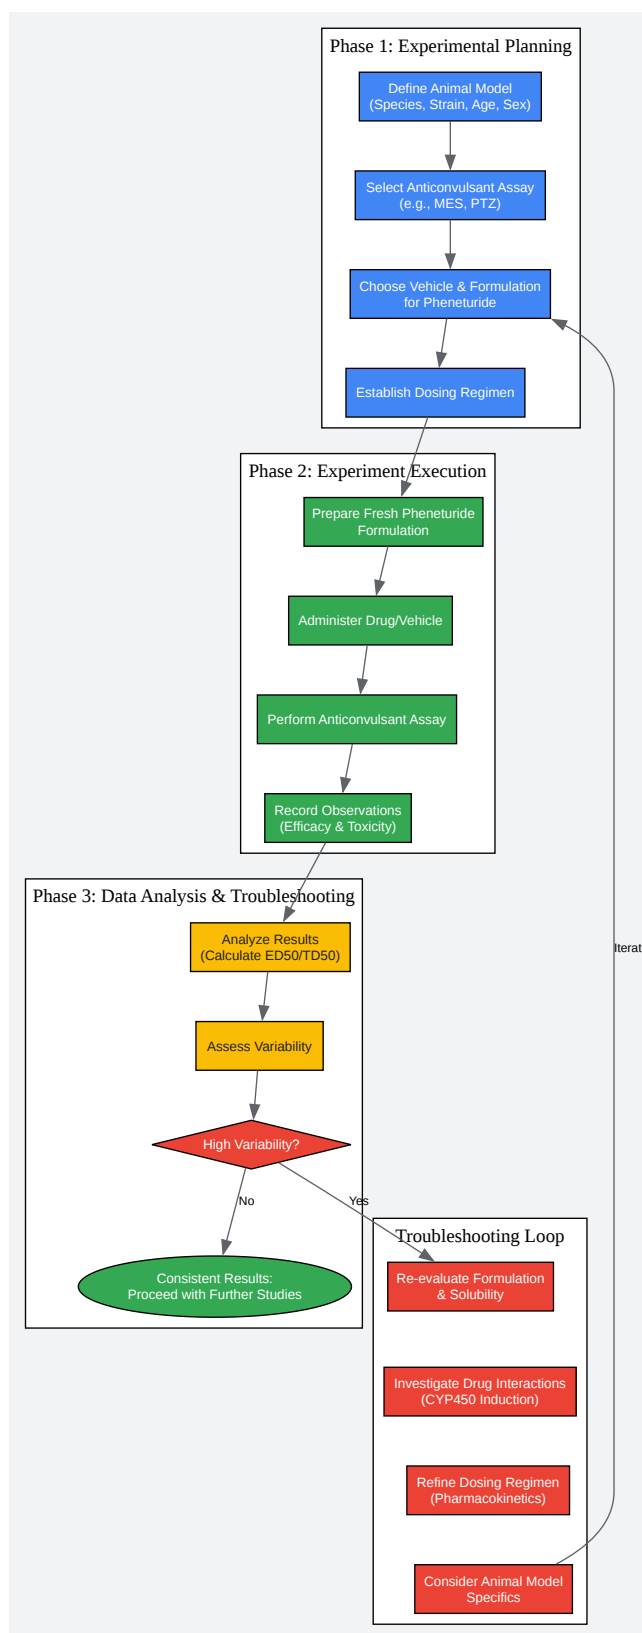 Phase 1: Experimental Planning
Define Animal Model
(Species, Strain, Age, Sex)
Select Anticonvulsant Assay
(e.g., MES, PTZ)
Choose Vehicle & Formulation
for Pheneturide
Establish Dosing Regimen
Phase 2: Experiment Execution
Prepare Fresh Pheneturide
Formulation
Administer Drug/Vehicle
Perform Anticonvulsant Assay
Record Observations
(Efficacy & Toxicity)
Phase 3: Data Analysis & Troubleshooting
Analyze Results
(Calculate ED50/TD50)
Iterat
Assess Variability
High Variability?
No
Yes
Consistent Results:
Proceed with Further Studies
Troubleshooting Loop
Re-evaluate Formulation
& Solubility
Investigate Drug Interactions
(CYP450 Induction)
Refine Dosing Regimen
(Pharmacokinetics)
Consider Animal Model
Specifics